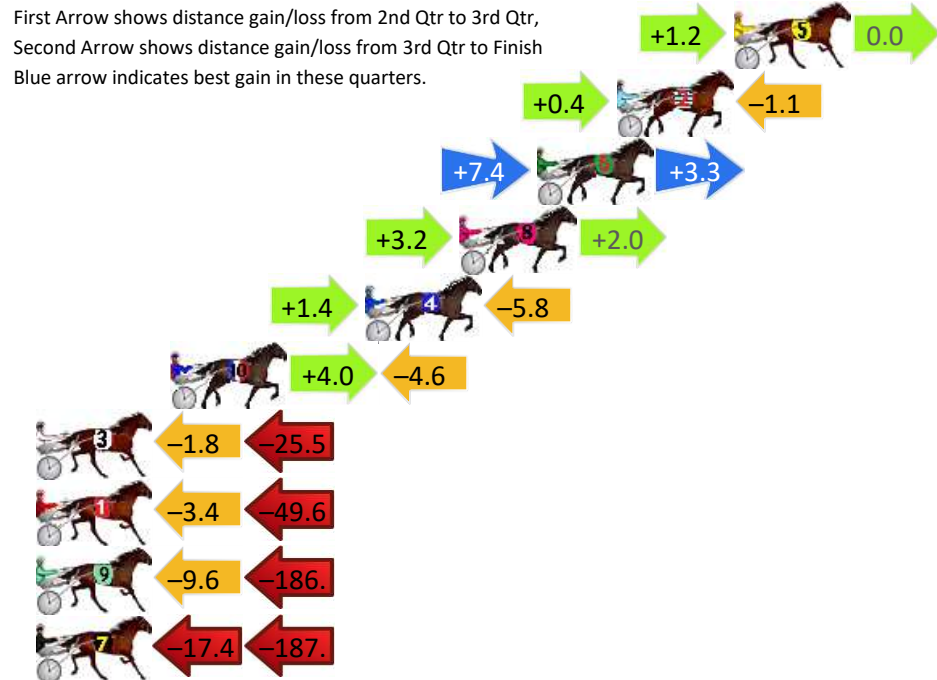 First Arrow shows distance gain/loss from 2nd Qtr to 3rd Qtr,
Second Arrow shows distance gain/loss from 3rd Qtr to Finish
Blue arrow indicates best gain in these quarters.
+1.2 5 0.0
+0.4 2 –1.1
+7.4 6 +3.3
+3.2 8 +2.0
+1.4 4 –5.8
10 +4.0 –4.6
3 –1.8 –25.5
1 –3.4 –49.6
9 –9.6 –186.
7 –17.4 –187.